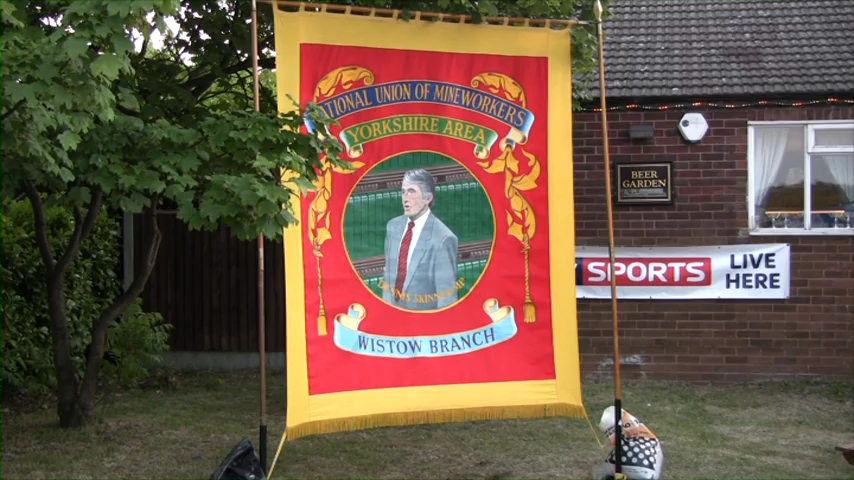 NATIONAL UNION OF MINEWORKERS
YORKSHIRE AREA
DENNIS SKINNER MP
WISTOW BRANCH
BEER
GARDEN
SPORTS
LIVE
HERE